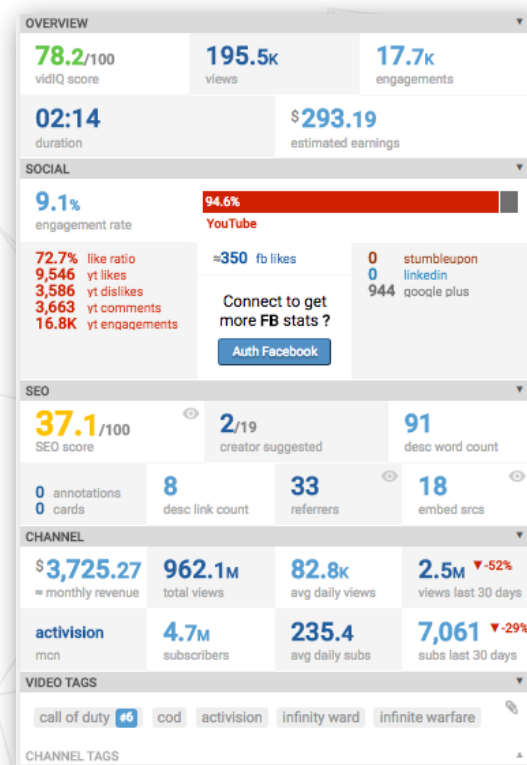 OVERVIEW ▼
78.2/100 195.5K 17.7K
vidIQ score views engagements
02:14 $293.19
duration estimated earnings
SOCIAL ▼
9.1% 94.6%
engagement rate YouTube
72.7% like ratio ≈350 fb likes 0 stumbleupon
9,546 yt likes 0 linkedin
3,586 yt dislikes 944 google plus
3,663 yt comments Connect to get
16.8K yt engagements more FB stats ?
Auth Facebook
SEO ▼
37.1/100 2/19 91
SEO score creator suggested desc word count
0 annotations 8 33 18
0 cards desc link count referrers embed srcs
CHANNEL ▼
$3,725.27 962.1M 82.8K 2.5M ▼-52%
≈ monthly revenue total views avg daily views views last 30 days
activision 4.7M 235.4 7,061 ▼-29%
mcn subscribers avg daily subs subs last 30 days
VIDEO TAGS ▼
call of duty #6 cod activision infinity ward infinite warfare
CHANNEL TAGS ▲